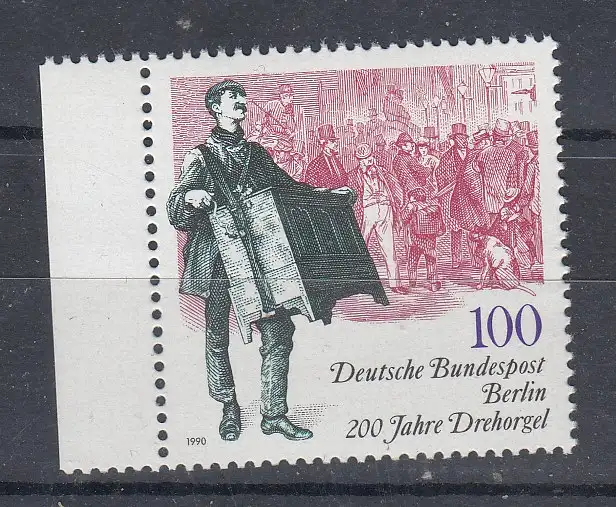 100
Deutsche Bundespost
Berlin
200 Jahre Drehorgel
1990